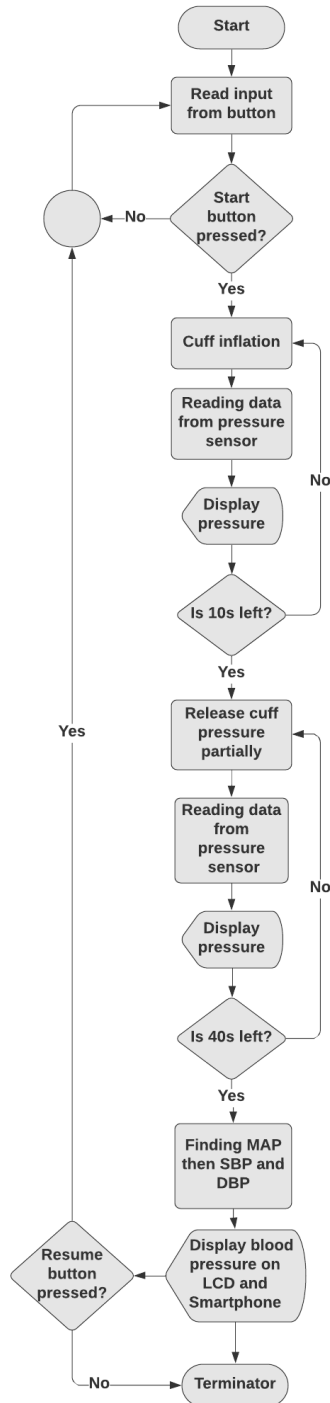 Start
Read input
from button
Start
button
pressed?
No
Yes
Cuff inflation
Reading data
from pressure
sensor
Display
pressure
No
Is 10s left?
Yes
Release cuff
pressure
partially
Yes
Reading data
from
pressure
sensor
No
Display
pressure
Is 40s left?
Yes
Finding MAP
then SBP and
DBP
Display blood
pressure on
LCD and
Smartphone
Resume
button
pressed?
No
Terminator